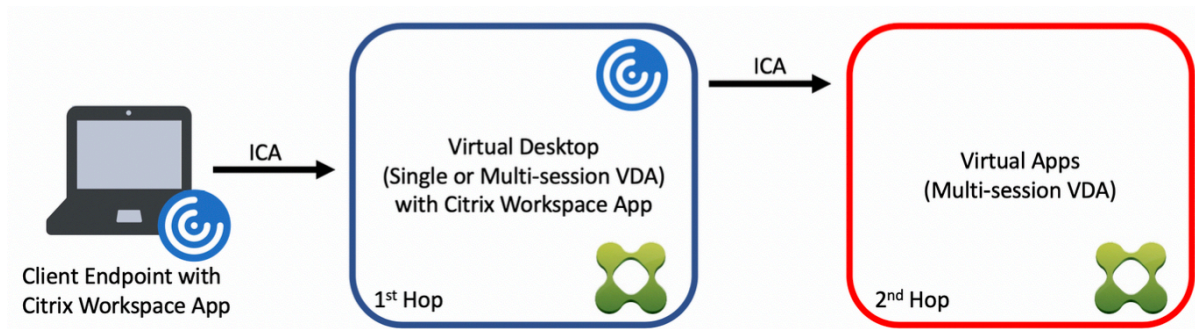 Client Endpoint with
Citrix Workspace App
ICA
Virtual Desktop
(Single or Multi-session VDA)
with Citrix Workspace App
1st Hop
ICA
Virtual Apps
(Multi-session VDA)
2nd Hop